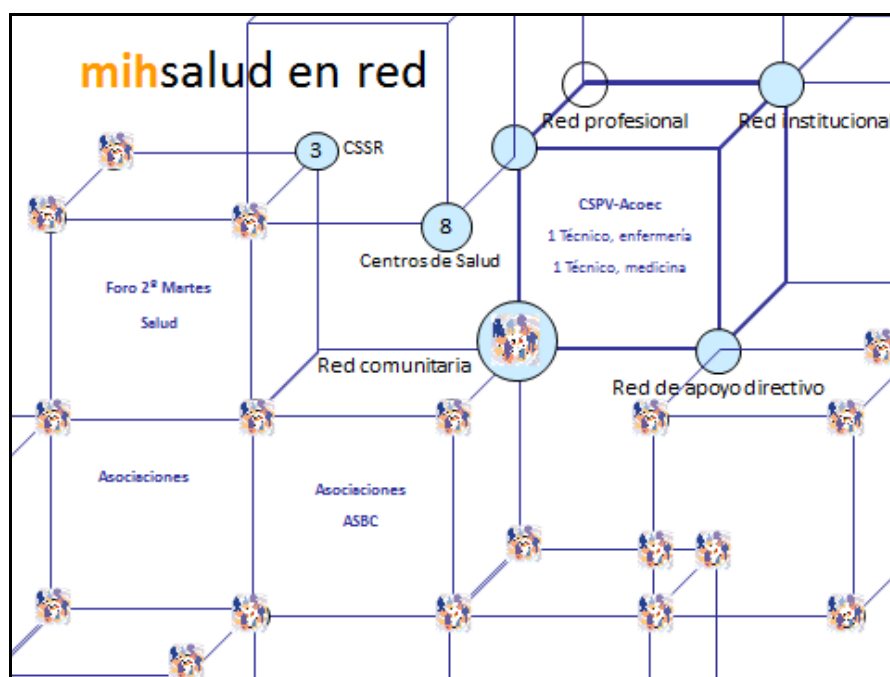 mihsalud en red
Red profesional
Red institucional
3
CSSR
CSPV-Acoec
1 Técnico, enfermería
1 Técnico, medicina
8
Centros de Salud
Foro 2º Martes
Salud
Red comunitaria
Red de apoyo directivo
Asociaciones
Asociaciones
ASBC